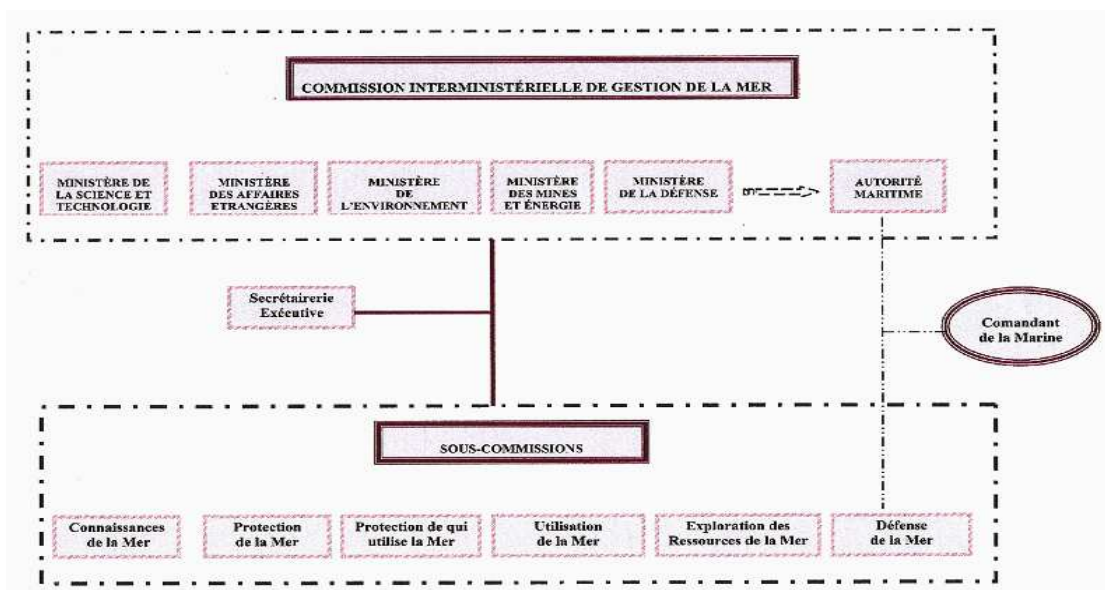 COMMISSION INTERMINISTÉRIELLE DE GESTION DE LA MER
MINISTÈRE DE
LA SCIENCE ET
TECHNOLOGIE
MINISTÈRE
DES AFFAIRES
ETRANGÈRES
MINISTÈRE
DE
L'ENVIRONNEMENT
MINISTÈRE
DES MINES
ET ÉNERGIE
MINISTÈRE
DE LA DÉFENSE
AUTORITÉ
MARITIME
Secrétairerie
Exécutive
Comandant
de la Marine
SOUS-COMMISSIONS
Connaissances
de la Mer
Protection
de la Mer
Protection de qui
utilise la Mer
Utilisation
de la Mer
Exploration des
Ressources de la Mer
Défense
de la Mer